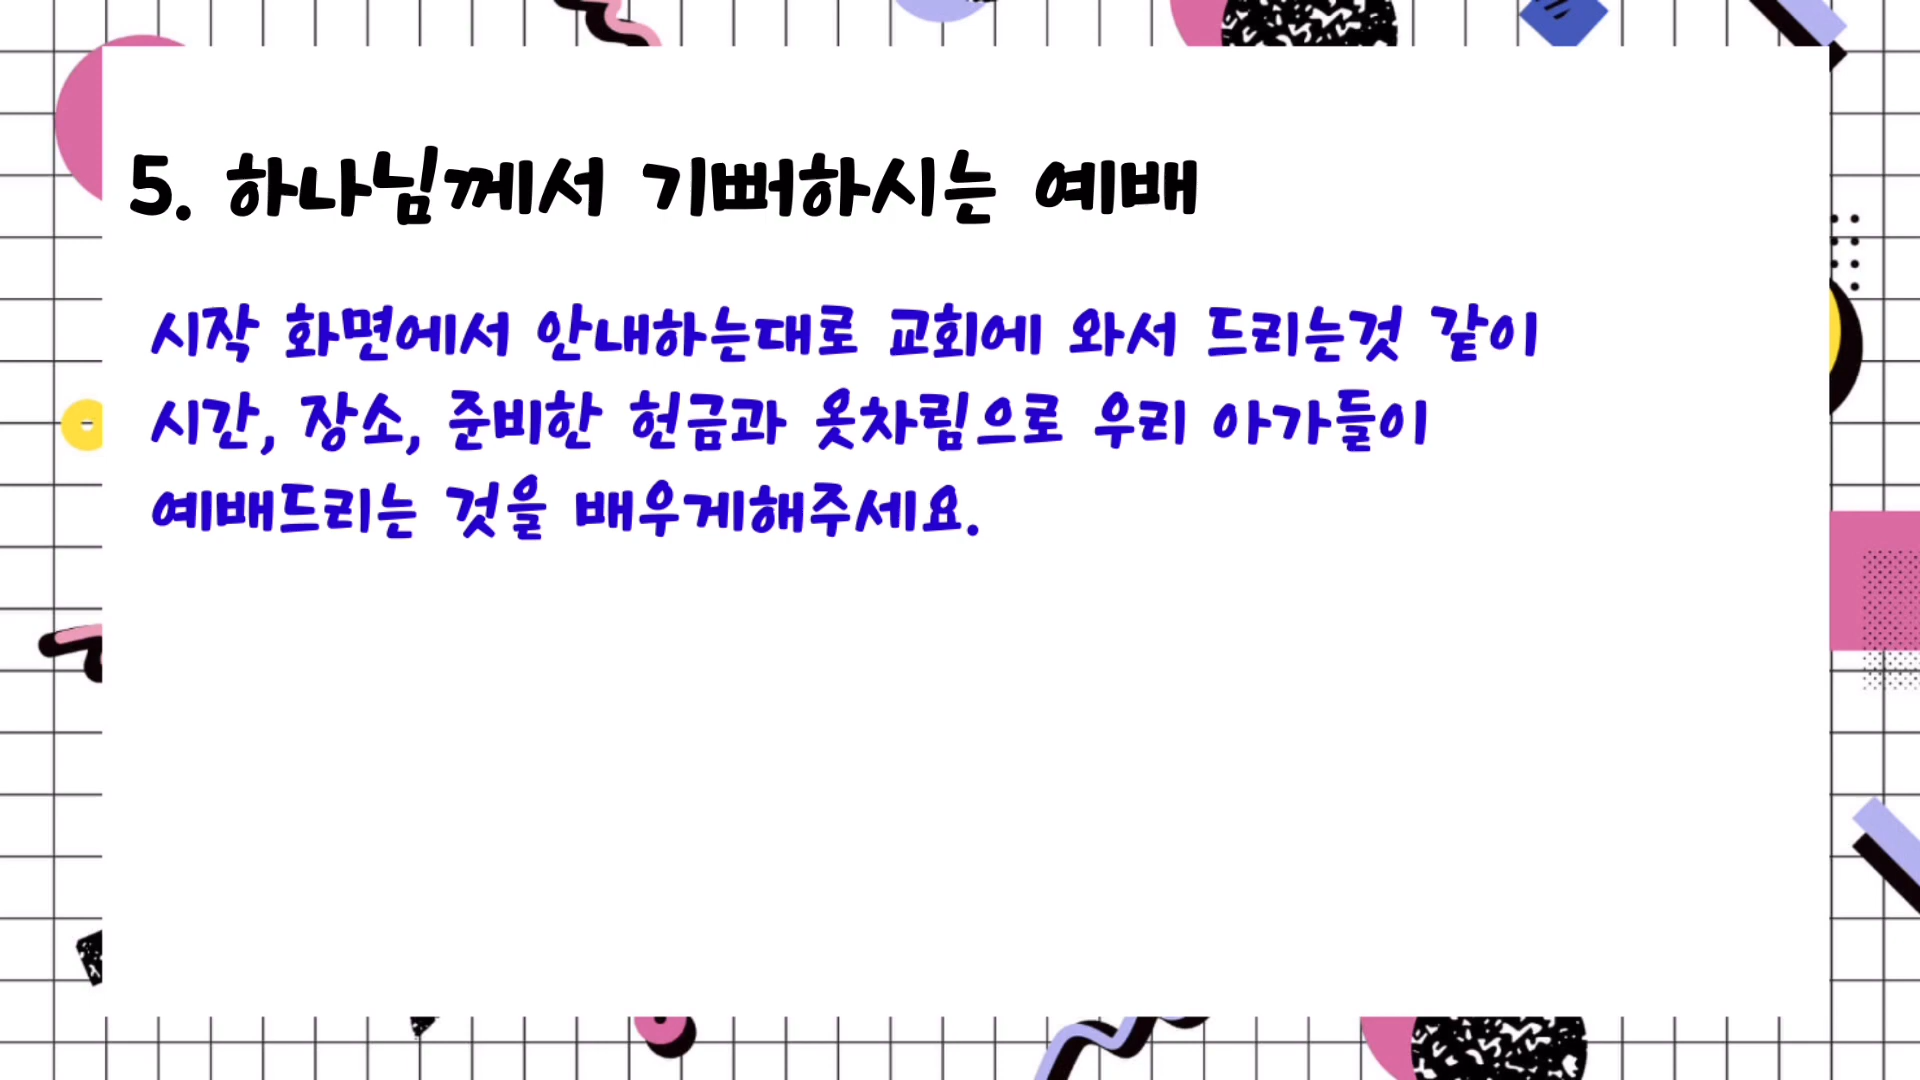 5. 하나님께서 기뻐하시는 예배
시작 화면에서 안내하는대로 교회에 와서 드리는것 같이
시간, 장소, 준비한 헌금과 옷차림으로 우리 아가들이
예배드리는 것을 배우게해주세요.